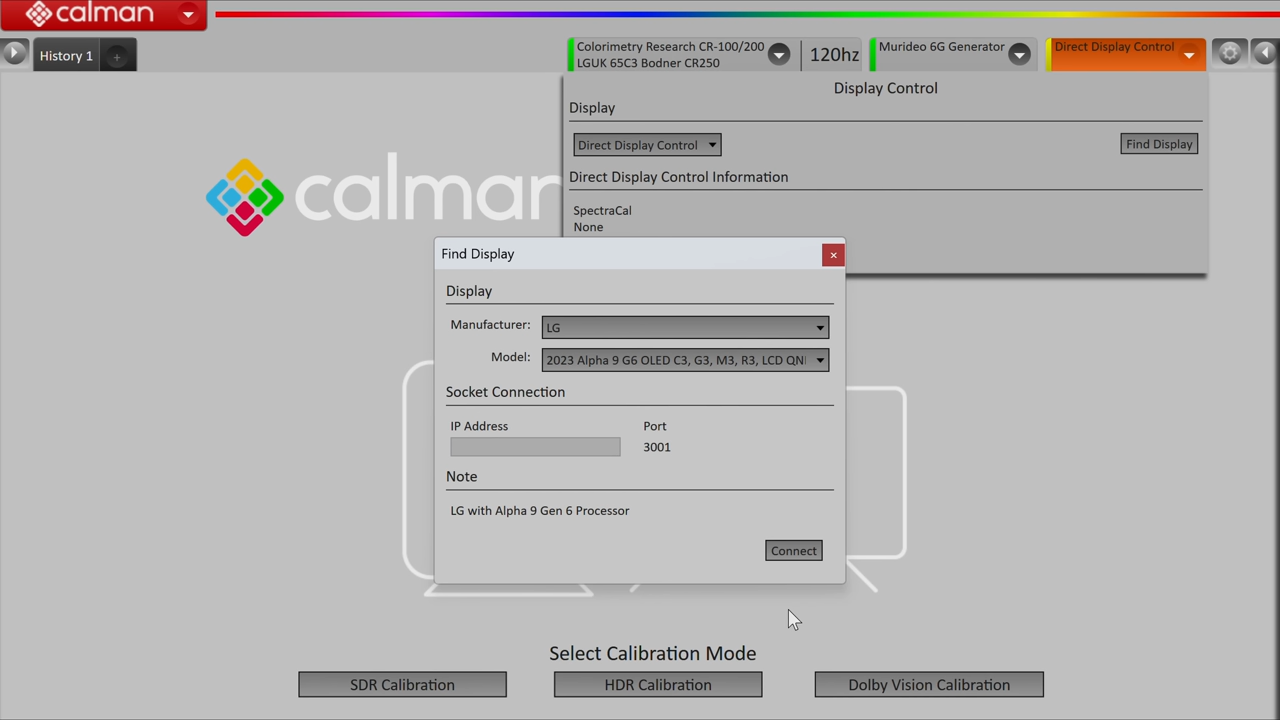 calman
History 1
+
Colorimetry Research CR-100/200
LGUK 65C3 Bodner CR250
120hz
Murideo 6G Generator
Direct Display Control
Display Control
Display
Direct Display Control
Find Display
Direct Display Control Information
SpectraCal
None
calman
Find Display
Display
Manufacturer:
LG
Model:
2023 Alpha 9 G6 OLED C3, G3, M3, R3, LCD QN
Socket Connection
IP Address
Port
3001
Note
LG with Alpha 9 Gen 6 Processor
Connect
Select Calibration Mode
SDR Calibration
HDR Calibration
Dolby Vision Calibration